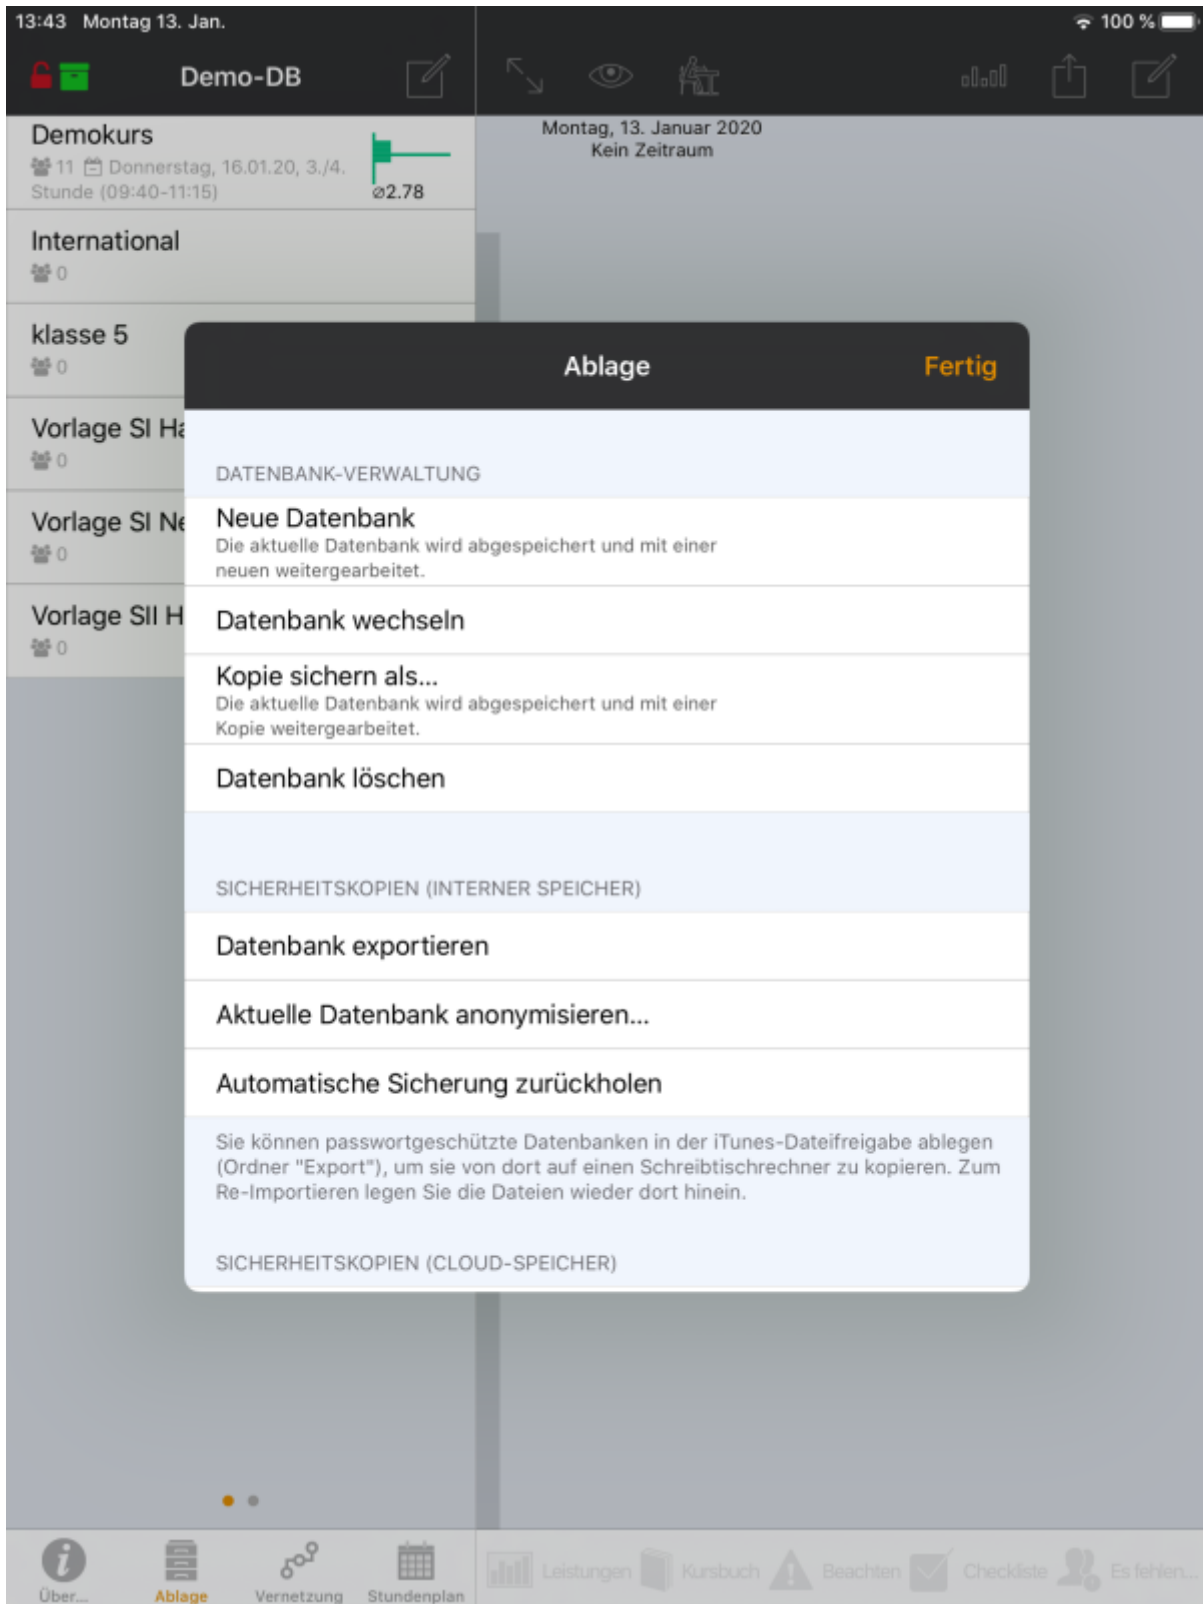 13:43 Montag 13. Jan.
100 %
Demo-DB
Demokurs
11 Donnerstag, 16.01.20, 3./4.
Stunde (09:40-11:15)
⌀2.78
International
0
klasse 5
0
Vorlage SI Ha
0
Vorlage SI Ne
0
Vorlage SII H
0
Montag, 13. Januar 2020
Kein Zeitraum
Ablage
Fertig
DATENBANK-VERWALTUNG
Neue Datenbank
Die aktuelle Datenbank wird abgespeichert und mit einer
neuen weitergearbeitet.
Datenbank wechseln
Kopie sichern als...
Die aktuelle Datenbank wird abgespeichert und mit einer
Kopie weitergearbeitet.
Datenbank löschen
SICHERHEITSKOPIEN (INTERNER SPEICHER)
Datenbank exportieren
Aktuelle Datenbank anonymisieren...
Automatische Sicherung zurückholen
Sie können passwortgeschützte Datenbanken in der iTunes-Dateifreigabe ablegen
(Ordner "Export"), um sie von dort auf einen Schreibtischrechner zu kopieren. Zum
Re-Importieren legen Sie die Dateien wieder dort hinein.
SICHERHEITSKOPIEN (CLOUD-SPEICHER)
Über...
Ablage
Vernetzung
Stundenplan
Leistungen
Kursbuch
Beachten
Checkliste
Es fehlen...